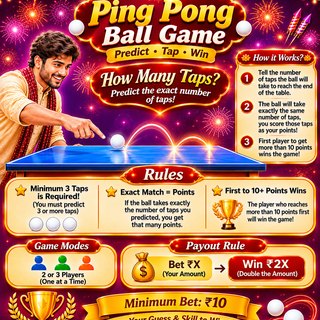 Ping Pong
Ball Game
Predict • Tap • Win
How Many Taps?
Predict the exact number
of taps!
How it Works?
1 Tell the number
of taps the ball will
take to reach the end
of the table.
2 The ball will take
exactly the same
number of taps,
you score those taps
as your points!
3 First player to get
more than 10 points
wins the game!
Rules
Minimum 3 Taps
is Required!
(You must predict
3 or more taps)
Exact Match = Points
If the ball takes exactly
the number of taps you
predicted, you get
that many points.
First to 10+ Points Wins
The player who reaches
more than 10 points first
will win the game!
Game Modes
2 or 3 Players
(One at a Time)
Payout Rule
Bet ₹X
(Your Amount)
Win ₹2X
(Double the Amount)
Minimum Bet: ₹10
Your Guess & Skill to Wi